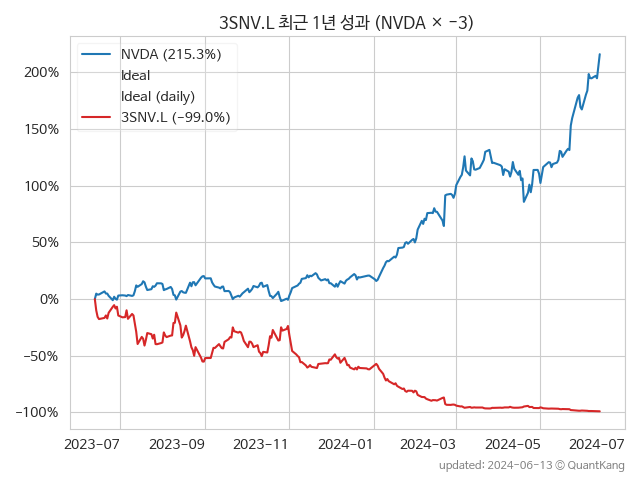 3SNV.L 최근 1년 성과 (NVDA × −3)
NVDA (215.3%)
Ideal
Ideal (daily)
3SNV.L (−99.0%)
200%
150%
100%
50%
0%
−50%
−100%
2023-07 2023-09 2023-11 2024-01 2024-03 2024-05 2024-07
updated: 2024-06-13 © QuantKang